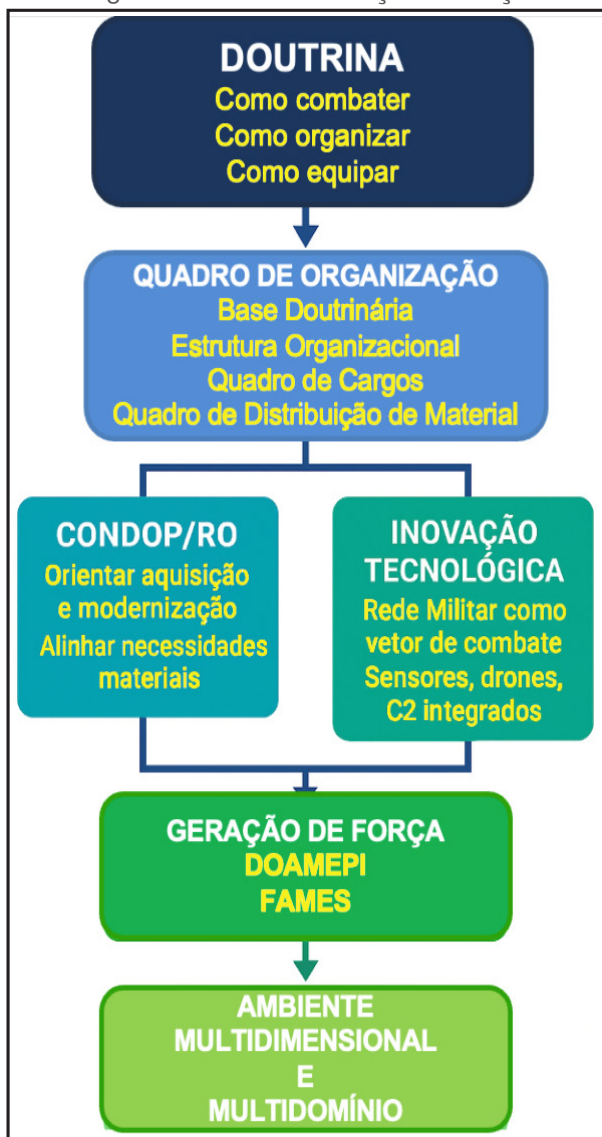 DOUTRINA
Como combater
Como organizar
Como equipar
QUADRO DE ORGANIZAÇÃO
Base Doutrinária
Estrutura Organizacional
Quadro de Cargos
Quadro de Distribuição de Material
CONDOP/RO
Orientar aquisição
e modernização
Alinhar necessidades
materiais
INOVAÇÃO
TECNOLÓGICA
Rede Militar como
vetor de combate
Sensores, drones,
C2 integrados
GERAÇÃO DE FORÇA
DOAMEPI
FAMES
AMBIENTE
MULTIDIMENSIONAL
E
MULTIDOMÍNIO